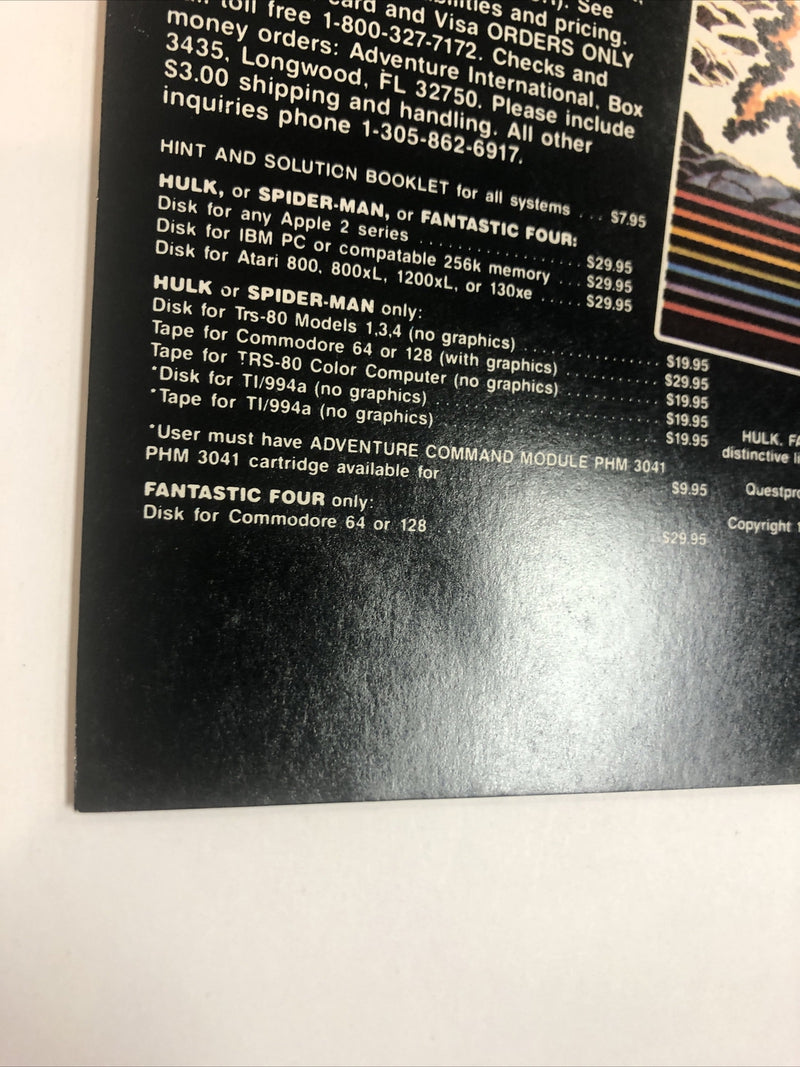 ilities and pricing. See
card and Visa ORDERS ONLY
toll free 1-800-327-7172. Checks and
money orders: Adventure International, Box
3435, Longwood, FL 32750. Please include
$3.00 shipping and handling. All other
inquiries phone 1-305-862-6917.
HINT AND SOLUTION BOOKLET for all systems ... $7.95
HULK, or SPIDER-MAN, or FANTASTIC FOUR:
Disk for any Apple 2 series .................... $29.95
Disk for IBM PC or compatable 256k memory ... $29.95
Disk for Atari 800, 800xL, 1200xL, or 130xe ..... $29.95
HULK or SPIDER-MAN only:
Disk for Trs-80 Models 1,3,4 (no graphics) .................. $19.95
Tape for Commodore 64 or 128 (with graphics) ............ $29.95
Tape for TRS-80 Color Computer (no graphics) ............ $19.95
*Disk for TI/994a (no graphics) ............................ $19.95
*Tape for TI/994a (no graphics) ............................ $19.95
*User must have ADVENTURE COMMAND MODULE PHM 3041
PHM 3041 cartridge available for $9.95
FANTASTIC FOUR only:
Disk for Commodore 64 or 128 ............ $29.95
HULK, FA
distinctive li
Questpro
Copyright 1